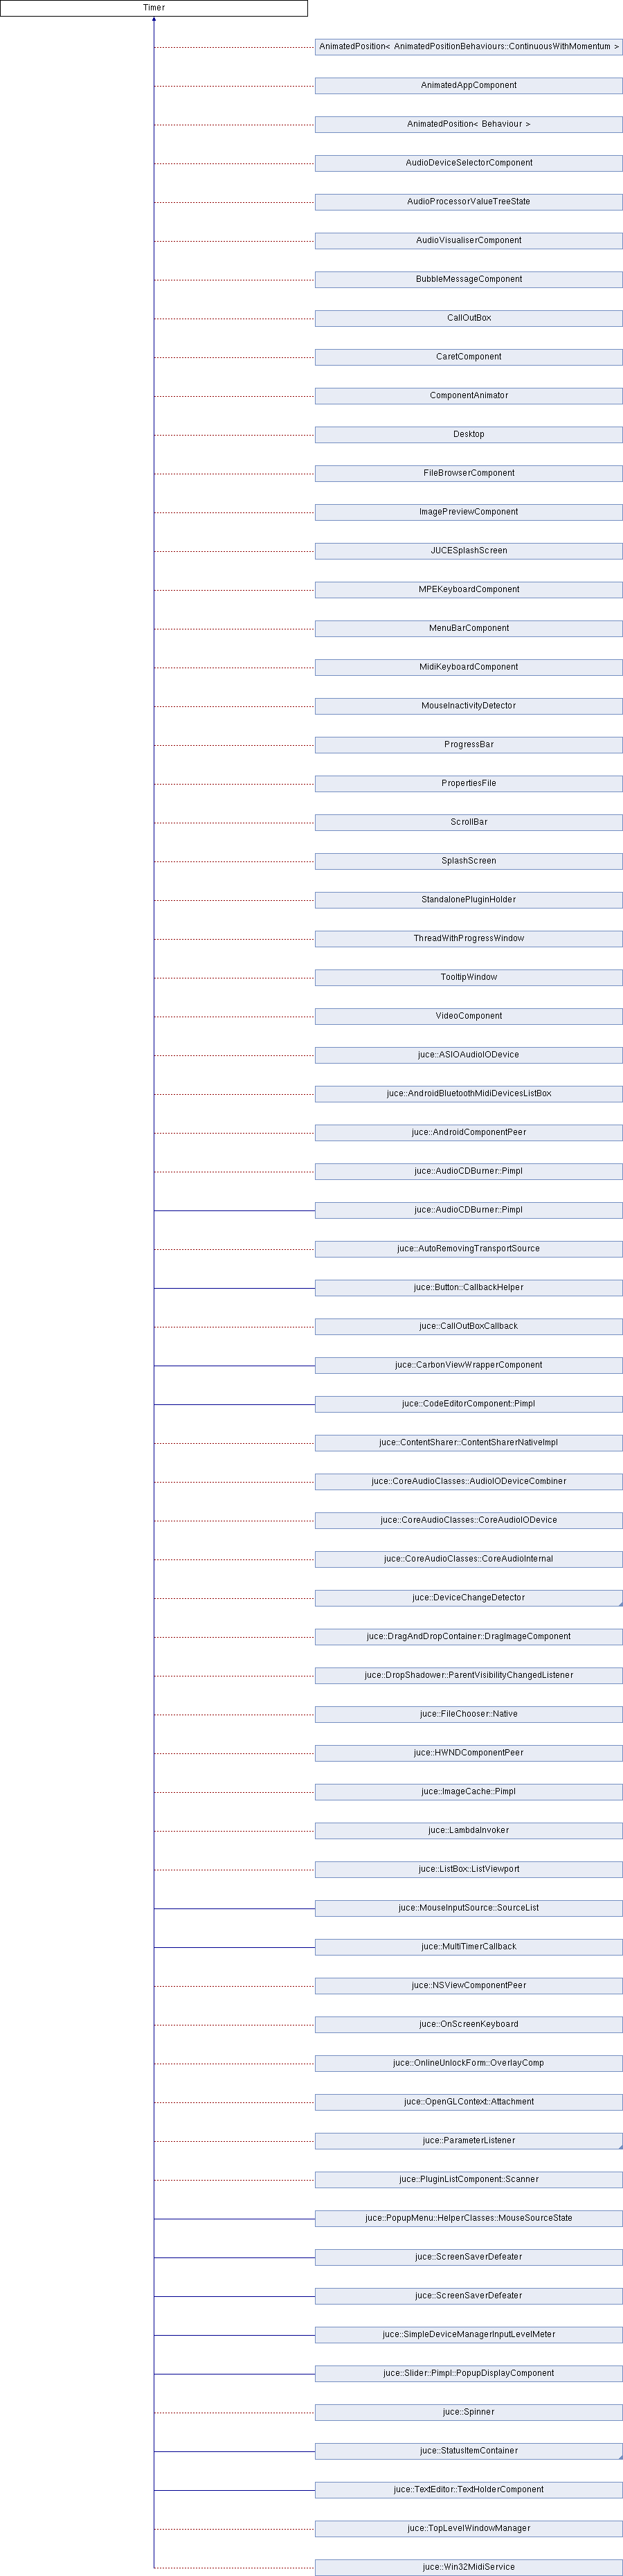 Timer
AnimatedPosition< AnimatedPositionBehaviours::ContinuousWithMomentum >
AnimatedAppComponent
AnimatedPosition< Behaviour >
AudioDeviceSelectorComponent
AudioProcessorValueTreeState
AudioVisualiserComponent
BubbleMessageComponent
CallOutBox
CaretComponent
ComponentAnimator
Desktop
FileBrowserComponent
ImagePreviewComponent
JUCESplashScreen
MPEKeyboardComponent
MenuBarComponent
MidiKeyboardComponent
MouseInactivityDetector
ProgressBar
PropertiesFile
ScrollBar
SplashScreen
StandalonePluginHolder
ThreadWithProgressWindow
TooltipWindow
VideoComponent
juce::ASIOAudioIODevice
juce::AndroidBluetoothMidiDevicesListBox
juce::AndroidComponentPeer
juce::AudioCDBurner::Pimpl
juce::AudioCDBurner::Pimpl
juce::AutoRemovingTransportSource
juce::Button::CallbackHelper
juce::CallOutBoxCallback
juce::CarbonViewWrapperComponent
juce::CodeEditorComponent::Pimpl
juce::ContentSharer::ContentSharerNativeImpl
juce::CoreAudioClasses::AudioIODeviceCombiner
juce::CoreAudioClasses::CoreAudioIODevice
juce::CoreAudioClasses::CoreAudioInternal
juce::DeviceChangeDetector
juce::DragAndDropContainer::DragImageComponent
juce::DropShadower::ParentVisibilityChangedListener
juce::FileChooser::Native
juce::HWNDComponentPeer
juce::ImageCache::Pimpl
juce::LambdaInvoker
juce::ListBox::ListViewport
juce::MouseInputSource::SourceList
juce::MultiTimerCallback
juce::NSViewComponentPeer
juce::OnScreenKeyboard
juce::OnlineUnlockForm::OverlayComp
juce::OpenGLContext::Attachment
juce::ParameterListener
juce::PluginListComponent::Scanner
juce::PopupMenu::HelperClasses::MouseSourceState
juce::ScreenSaverDefeater
juce::ScreenSaverDefeater
juce::SimpleDeviceManagerInputLevelMeter
juce::Slider::Pimpl::PopupDisplayComponent
juce::Spinner
juce::StatusItemContainer
juce::TextEditor::TextHolderComponent
juce::TopLevelWindowManager
juce::Win32MidiService